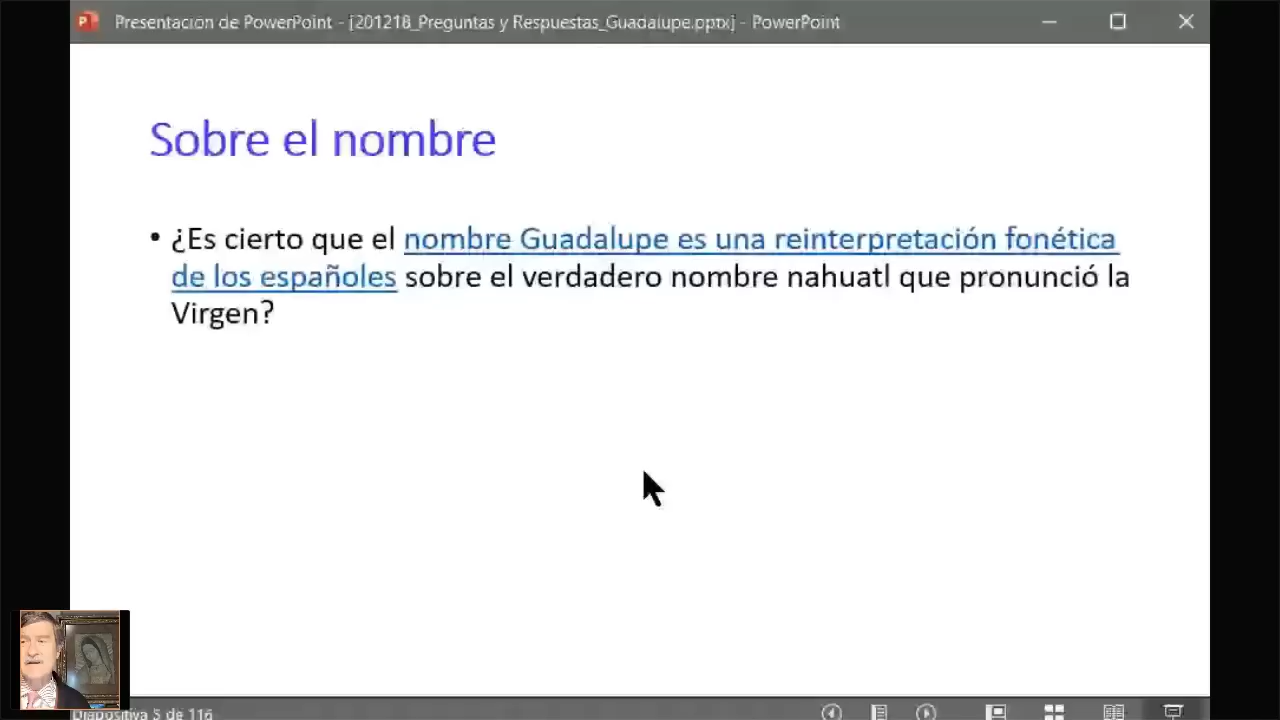 Presentación de PowerPoint - [201218_Preguntas y Respuestas_Guadalupe.pptx] - PowerPoint
Sobre el nombre
• ¿Es cierto que el nombre Guadalupe es una reinterpretación fonética
de los españoles sobre el verdadero nombre nahuatl que pronunció la
Virgen?
Diapositiva 5 de 116